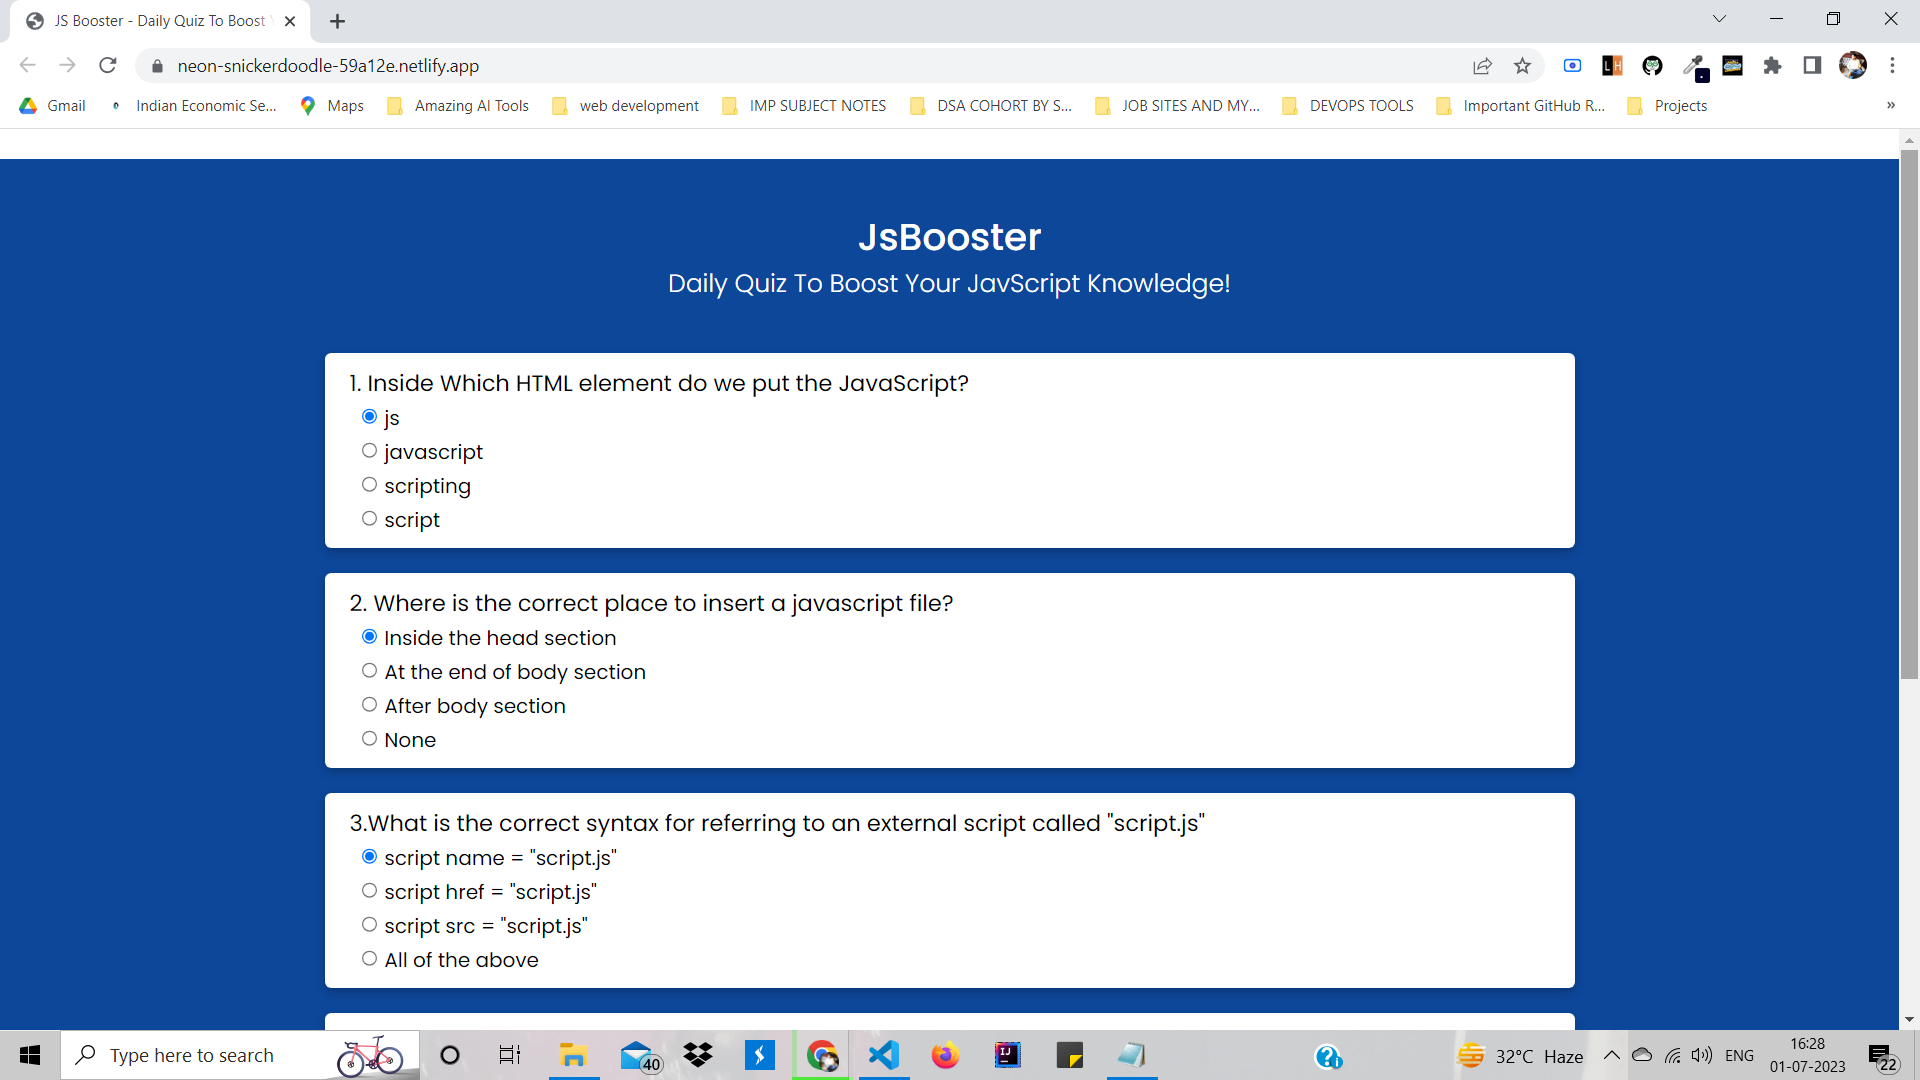 JS Booster - Daily Quiz To Boost
neon-snickerdoodle-59a12e.netlify.app
LH
Gmail
Indian Economic Se...
Maps
Amazing AI Tools
web development
IMP SUBJECT NOTES
DSA COHORT BY S...
JOB SITES AND MY...
DEVOPS TOOLS
Important GitHub R...
Projects
»
JsBooster
Daily Quiz To Boost Your JavScript Knowledge!
1. Inside Which HTML element do we put the JavaScript?
js
javascript
scripting
script
2. Where is the correct place to insert a javascript file?
Inside the head section
At the end of body section
After body section
None
3.What is the correct syntax for referring to an external script called "script.js"
script name = "script.js"
script href = "script.js"
script src = "script.js"
All of the above
Type here to search
40
IJ
32°C Haze
ENG
16:28
01-07-2023
22